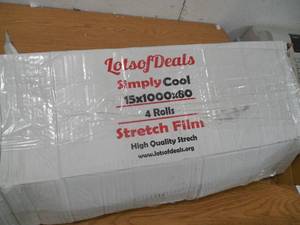 LotsofDeals
Simply Cool
15x1000x80
4 Rolls
Stretch Film
High Quality Strech
www.lotsofdeals.org